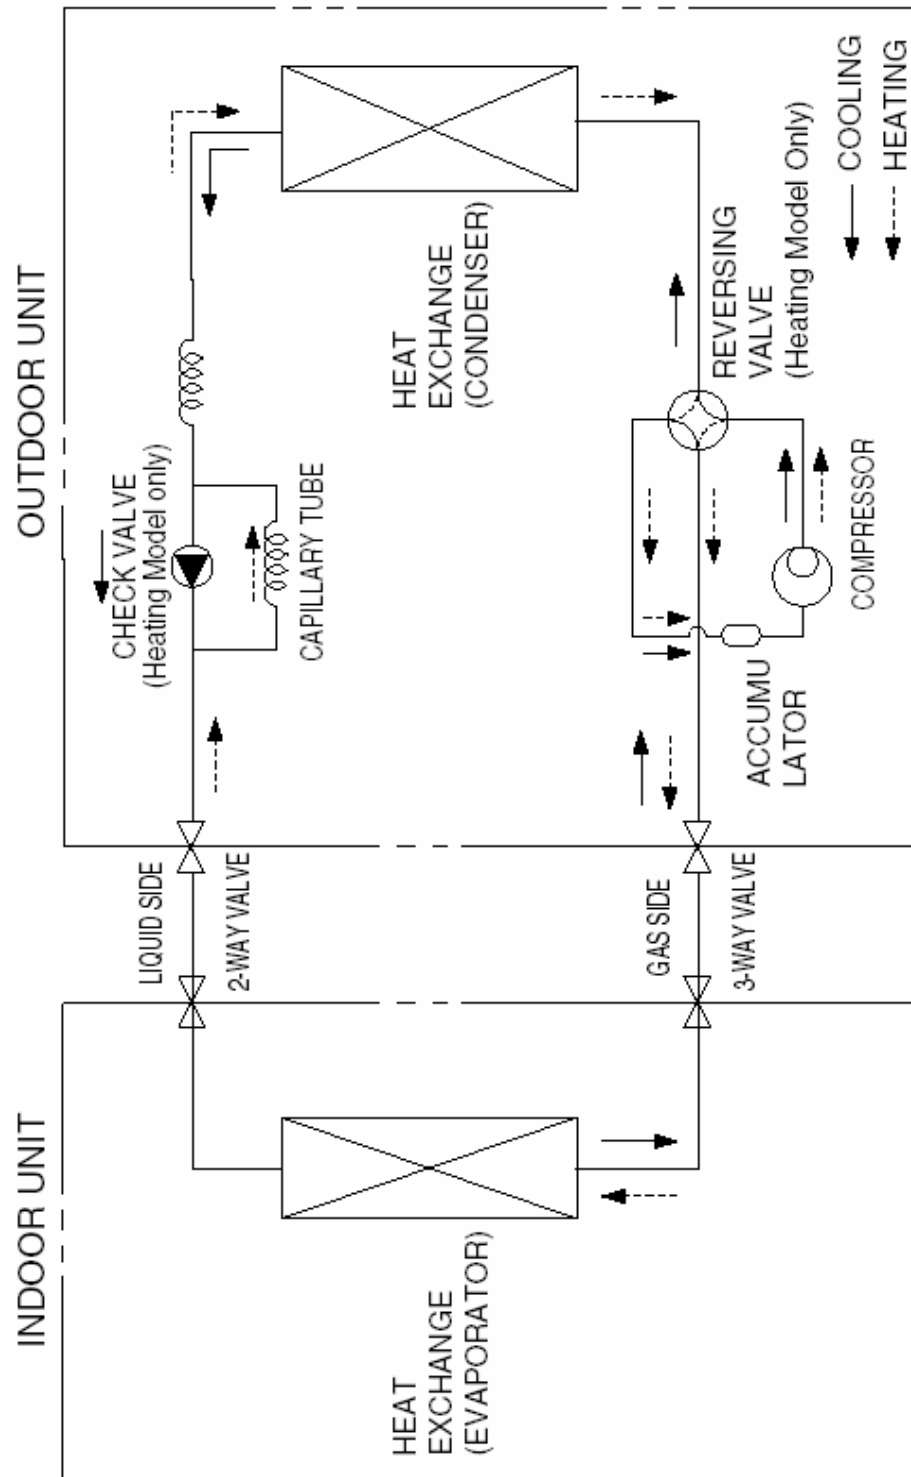 INDOOR UNIT
OUTDOOR UNIT
LIQUID SIDE
2-WAY VALVE
CHECK VALVE
(Heating Model only)
CAPILLARY TUBE
HEAT
EXCHANGE
(EVAPORATOR)
HEAT
EXCHANGE
(CONDENSER)
GAS SIDE
3-WAY VALVE
ACCUMU
LATOR
COMPRESSOR
REVERSING
VALVE
(Heating Model Only)
COOLING
HEATING